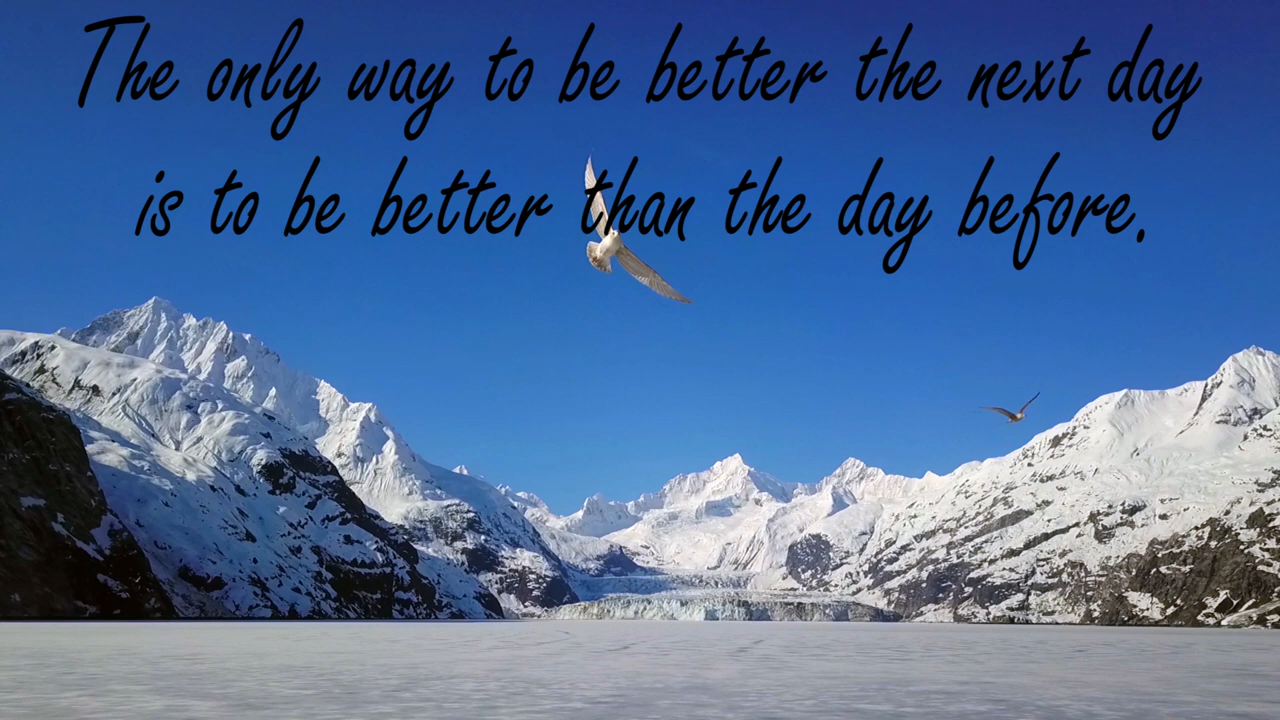 The only way to be better the next day
is to be better than the day before.